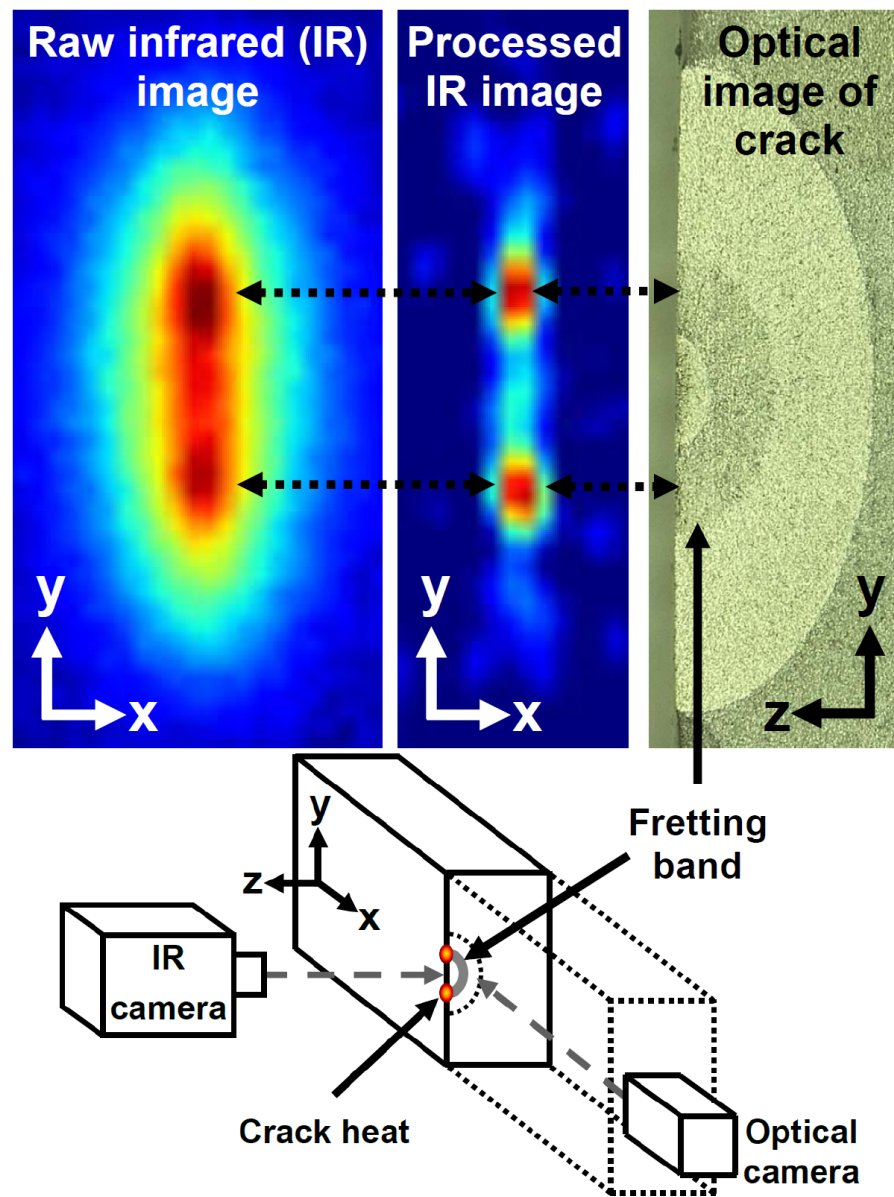 Raw infrared (IR)
image
Processed
IR image
Optical
image of
crack
y
x
y
x
y
z
Fretting
band
y
z
x
IR
camera
Crack heat
Optical
camera